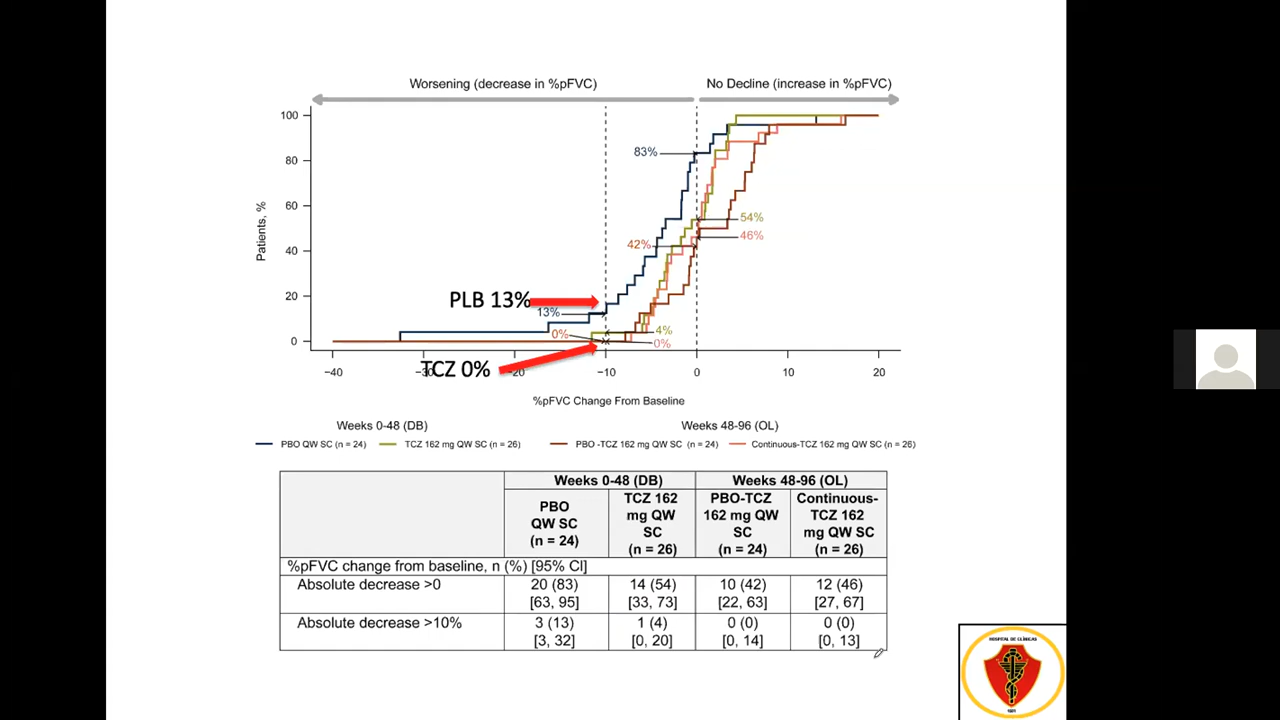 Worsening (decrease in %pFVC) No Decline (increase in %pFVC)
100
80
60
40
20
0
Patients, %
83%
54%
46%
42%
PLB 13%
13%
0%
4%
0%
TCZ 0%
−40 −30 −20 −10 0 10 20
%pFVC Change From Baseline
Weeks 0-48 (DB) Weeks 48-96 (OL)
PBO QW SC (n = 24) TCZ 162 mg QW SC (n = 26) PBO -TCZ 162 mg QW SC (n = 24) Continuous-TCZ 162 mg QW SC (n = 26)
Weeks 0-48 (DB) Weeks 48-96 (OL)
PBO
QW SC
(n = 24)
TCZ 162
mg QW
SC
(n = 26)
PBO-TCZ
162 mg QW
SC
(n = 24)
Continuous-
TCZ 162
mg QW SC
(n = 26)
%pFVC change from baseline, n (%) [95% CI]
Absolute decrease >0 20 (83) 14 (54) 10 (42) 12 (46)
[63, 95] [33, 73] [22, 63] [27, 67]
Absolute decrease >10% 3 (13) 1 (4) 0 (0) 0 (0)
[3, 32] [0, 20] [0, 14] [0, 13]
HOSPITAL DE CLÍNICAS